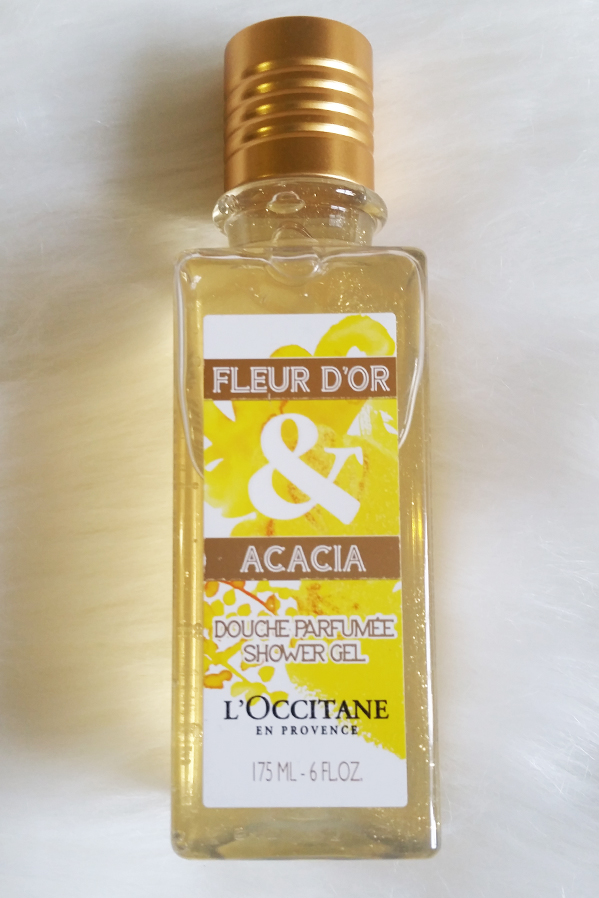 FLEUR D'OR
&
ACACIA
DOUCHE PARFUMÉE
SHOWER GEL
L'OCCITANE
EN PROVENCE
175 ML - 6 FL.OZ.